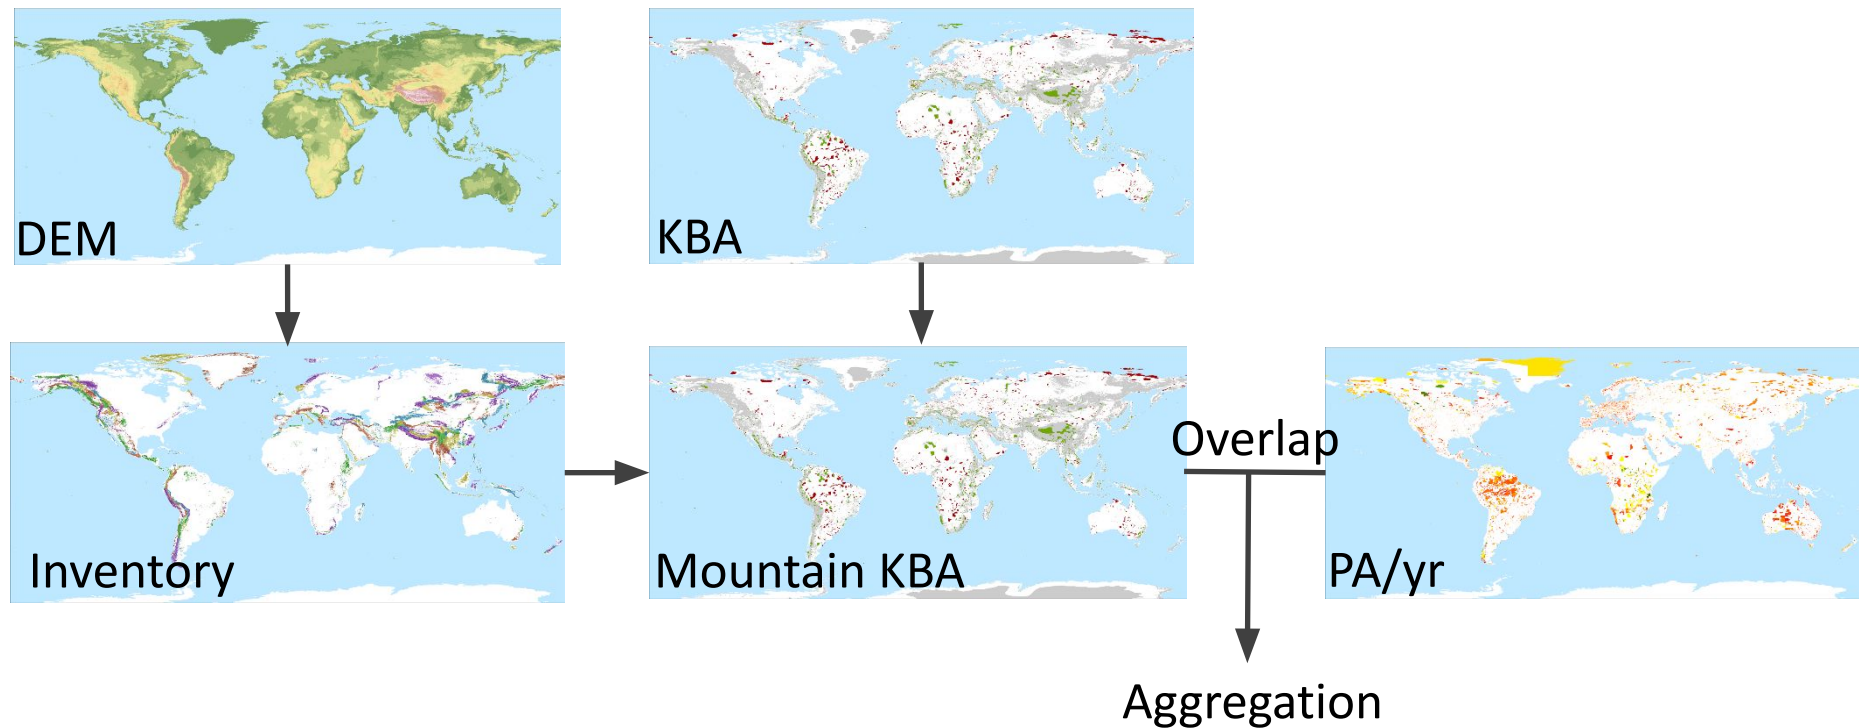 DEM
KBA
Inventory
Mountain KBA
Overlap
PA/yr
Aggregation